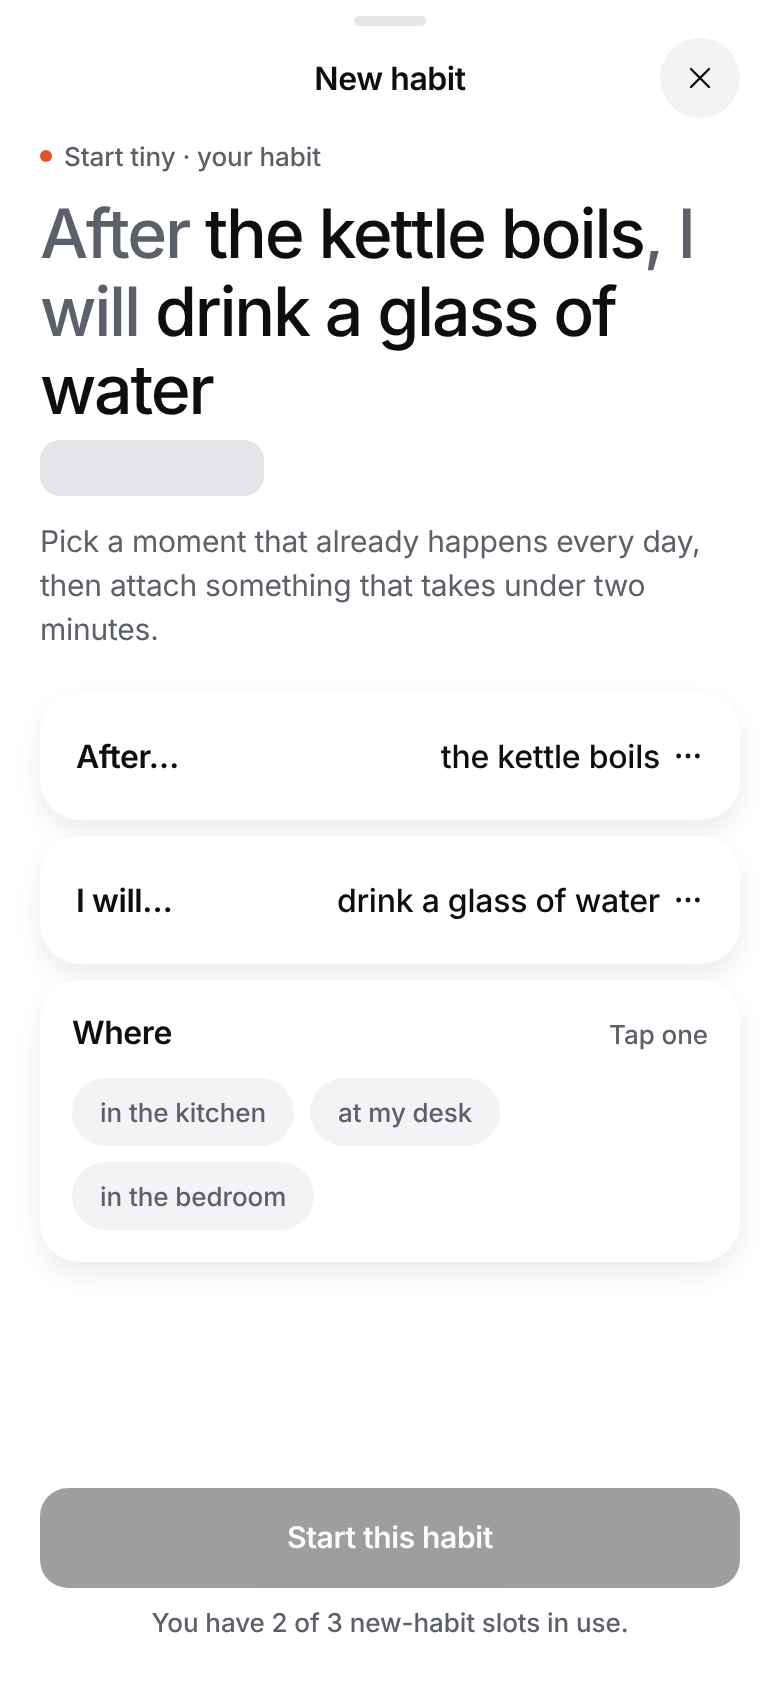 New habit
Start tiny · your habit
After the kettle boils, I
will drink a glass of
water
Pick a moment that already happens every day,
then attach something that takes under two
minutes.
After... the kettle boils ···
I will... drink a glass of water ···
Where Tap one
in the kitchen at my desk
in the bedroom
Start this habit
You have 2 of 3 new-habit slots in use.